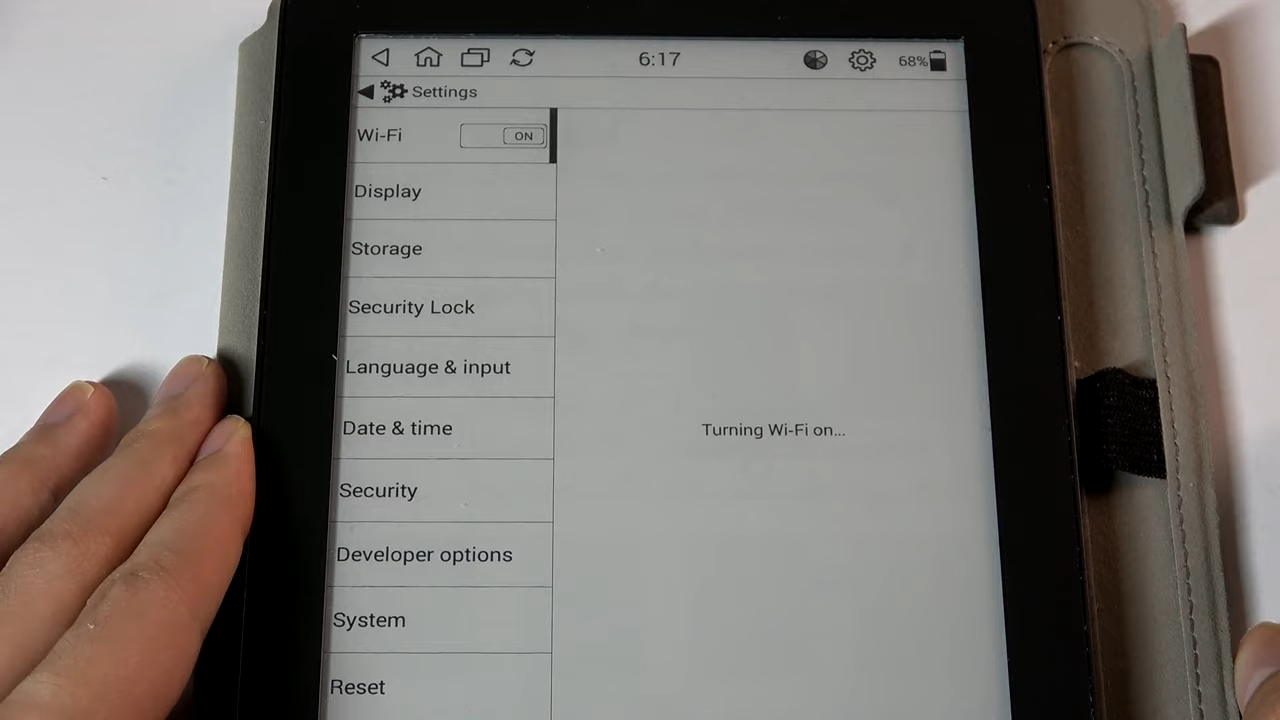 6:17
68%
Settings
Wi-Fi
ON
Display
Storage
Security Lock
Language & input
Date & time
Turning Wi-Fi on...
Security
Developer options
System
Reset